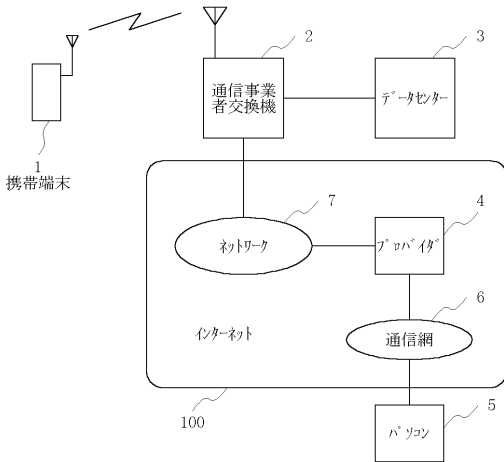 2
3
通信事業
者交換機
データセンター
1
携帯端末
7
4
ネットワーク
プロバイダ
6
インターネット
通信網
100
5
パソコン